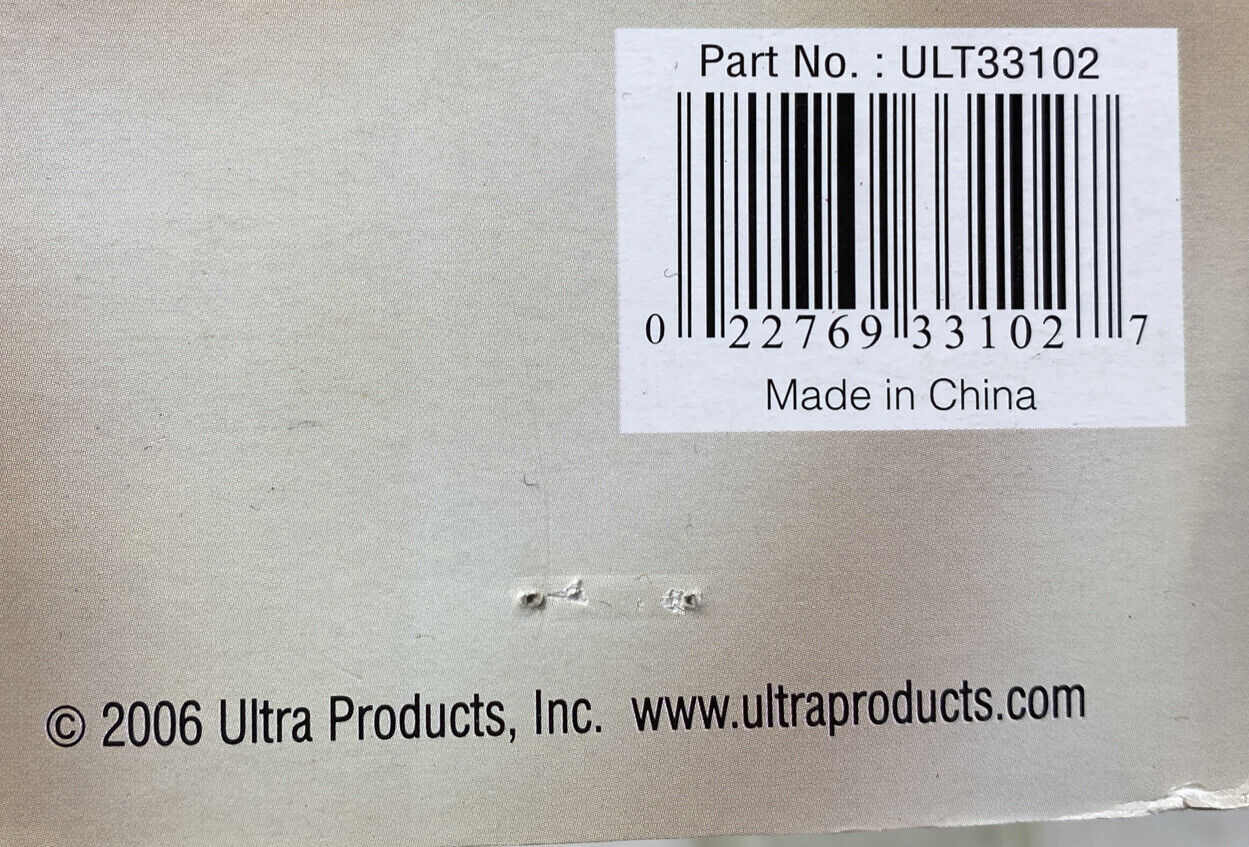 Part No. : ULT33102
0 22769 33102 7
Made in China
© 2006 Ultra Products, Inc. www.ultraproducts.com